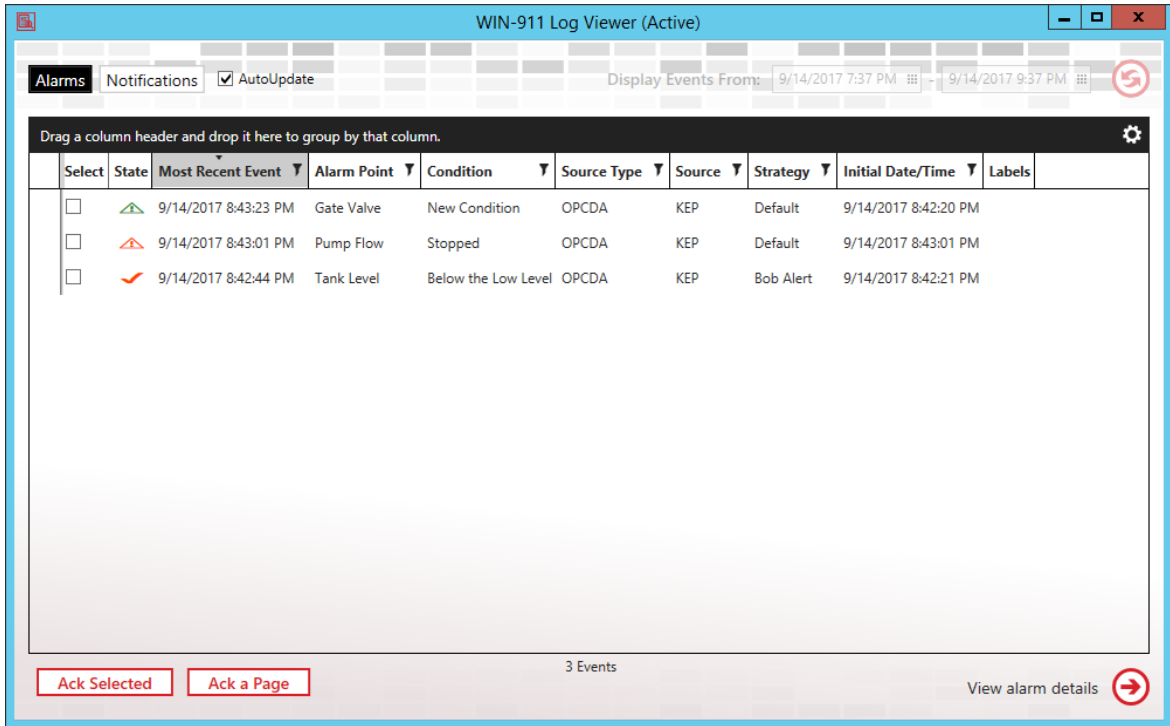 WIN-911 Log Viewer (Active)
Alarms Notifications AutoUpdate Display Events From: 9/14/2017 7:37 PM - 9/14/2017 9:37 PM
Drag a column header and drop it here to group by that column.
Select State Most Recent Event Alarm Point Condition Source Type Source Strategy Initial Date/Time Labels
9/14/2017 8:43:23 PM Gate Valve New Condition OPCDA KEP Default 9/14/2017 8:42:20 PM
9/14/2017 8:43:01 PM Pump Flow Stopped OPCDA KEP Default 9/14/2017 8:43:01 PM
9/14/2017 8:42:44 PM Tank Level Below the Low Level OPCDA KEP Bob Alert 9/14/2017 8:42:21 PM
3 Events
Ack Selected Ack a Page View alarm details